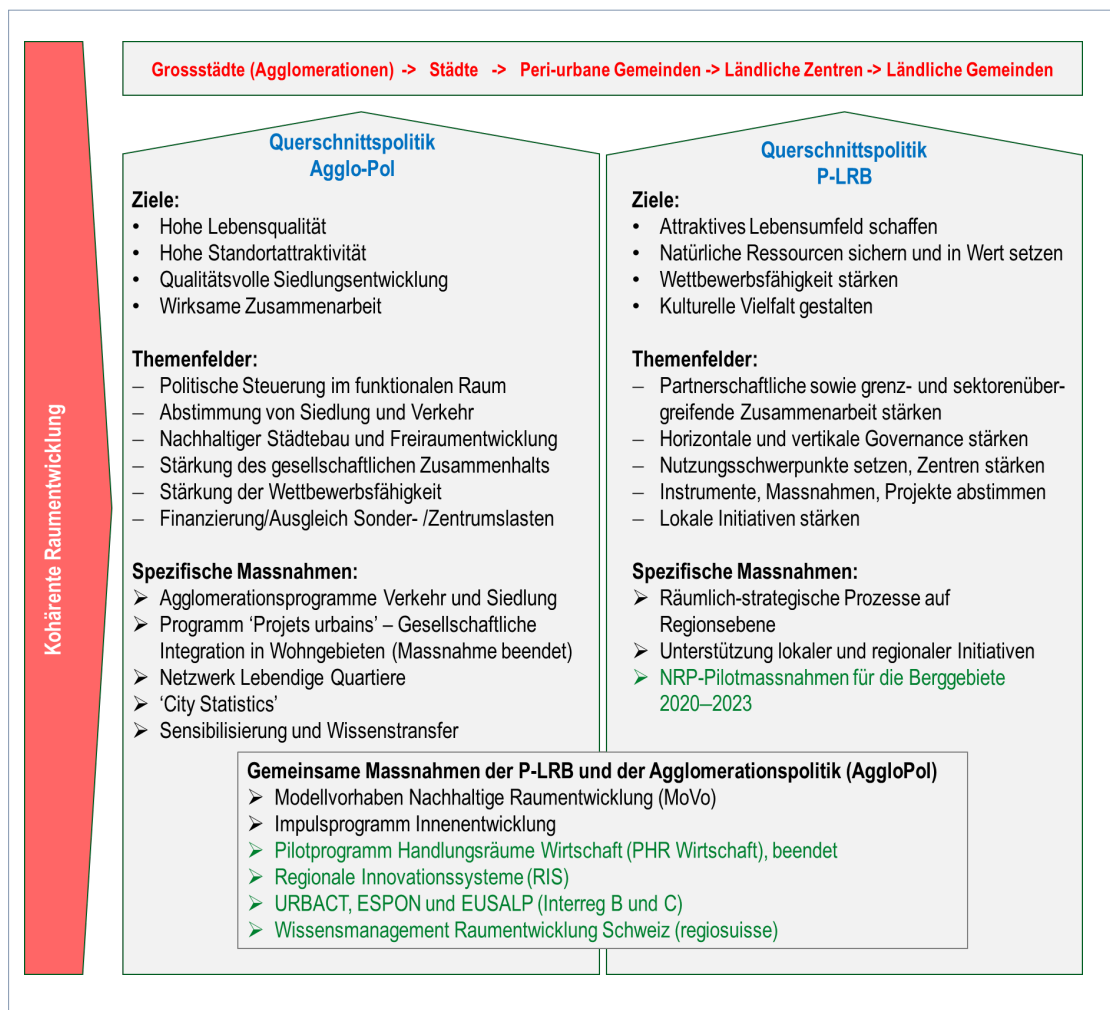 Grossstädte (Agglomerationen) -> Städte -> Peri-urbane Gemeinden -> Ländliche Zentren -> Ländliche Gemeinden
Kohärente Raumentwicklung
Querschnittspolitik
Agglo-Pol
Ziele:
• Hohe Lebensqualität
• Hohe Standortattraktivität
• Qualitätsvolle Siedlungsentwicklung
• Wirksame Zusammenarbeit
Themenfelder:
– Politische Steuerung im funktionalen Raum
– Abstimmung von Siedlung und Verkehr
– Nachhaltiger Städtebau und Freiraumentwicklung
– Stärkung des gesellschaftlichen Zusammenhalts
– Stärkung der Wettbewerbsfähigkeit
– Finanzierung/Ausgleich Sonder- /Zentrumslasten
Spezifische Massnahmen:
➢ Agglomerationsprogramme Verkehr und Siedlung
➢ Programm ‘Projets urbains’ – Gesellschaftliche
Integration in Wohngebieten (Massnahme beendet)
➢ Netzwerk Lebendige Quartiere
➢ ‘City Statistics’
➢ Sensibilisierung und Wissenstransfer
Querschnittspolitik
P-LRB
Ziele:
• Attraktives Lebensumfeld schaffen
• Natürliche Ressourcen sichern und in Wert setzen
• Wettbewerbsfähigkeit stärken
• Kulturelle Vielfalt gestalten
Themenfelder:
– Partnerschaftliche sowie grenz- und sektorenüber-
greifende Zusammenarbeit stärken
– Horizontale und vertikale Governance stärken
– Nutzungsschwerpunkte setzen, Zentren stärken
– Instrumente, Massnahmen, Projekte abstimmen
– Lokale Initiativen stärken
Spezifische Massnahmen:
➢ Räumlich-strategische Prozesse auf
Regionsebene
➢ Unterstützung lokaler und regionaler Initiativen
➢ NRP-Pilotmassnahmen für die Berggebiete
2020–2023
Gemeinsame Massnahmen der P-LRB und der Agglomerationspolitik (AggloPol)
➢ Modellvorhaben Nachhaltige Raumentwicklung (MoVo)
➢ Impulsprogramm Innenentwicklung
➢ Pilotprogramm Handlungsräume Wirtschaft (PHR Wirtschaft), beendet
➢ Regionale Innovationssysteme (RIS)
➢ URBACT, ESPON und EUSALP (Interreg B und C)
➢ Wissensmanagement Raumentwicklung Schweiz (regiosuisse)